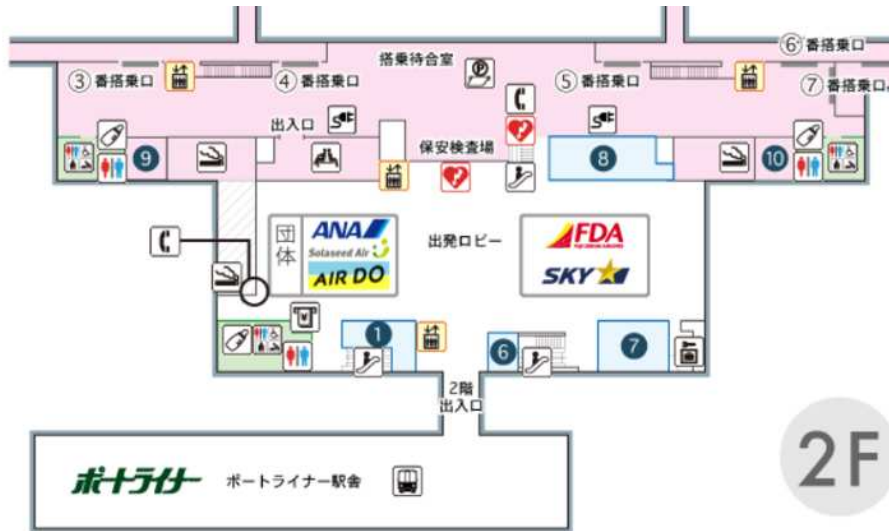 ⑥番搭乗口
搭乗待合室
③番搭乗口
④番搭乗口
⑤番搭乗口
⑦番搭乗口
出入口
保安検査場
9
8
10
団体
ANA
Solaseed Air
AIR DO
出発ロビー
FDA
SKY
1
6
7
2階
出入口
2F
ポートライナー
ポートライナー駅舎